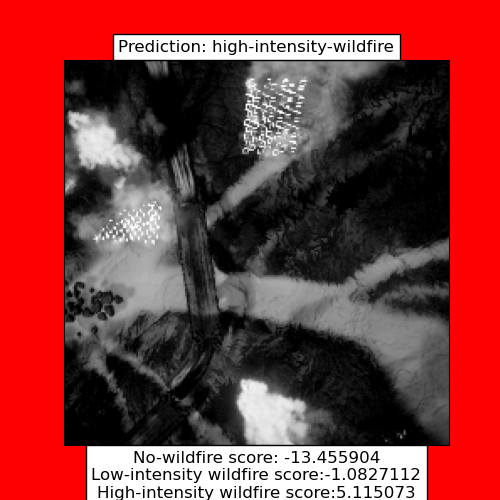 Prediction: high-intensity-wildfire
No-wildfire score: -13.455904
Low-intensity wildfire score:-1.0827112
High-intensity wildfire score:5.115073